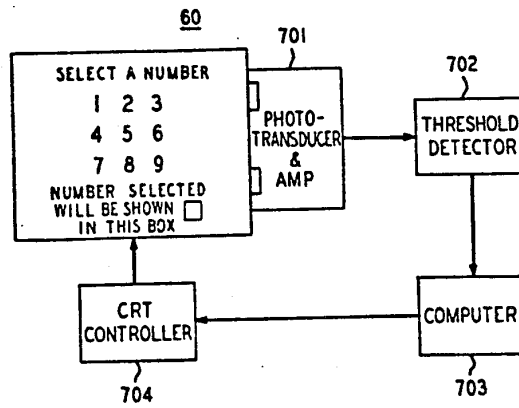 60
SELECT A NUMBER
1 2 3
4 5 6
7 8 9
NUMBER SELECTED
WILL BE SHOWN
IN THIS BOX
701
PHOTO-
TRANSDUCER
&
AMP
702
THRESHOLD
DETECTOR
CRT
CONTROLLER
704
COMPUTER
703